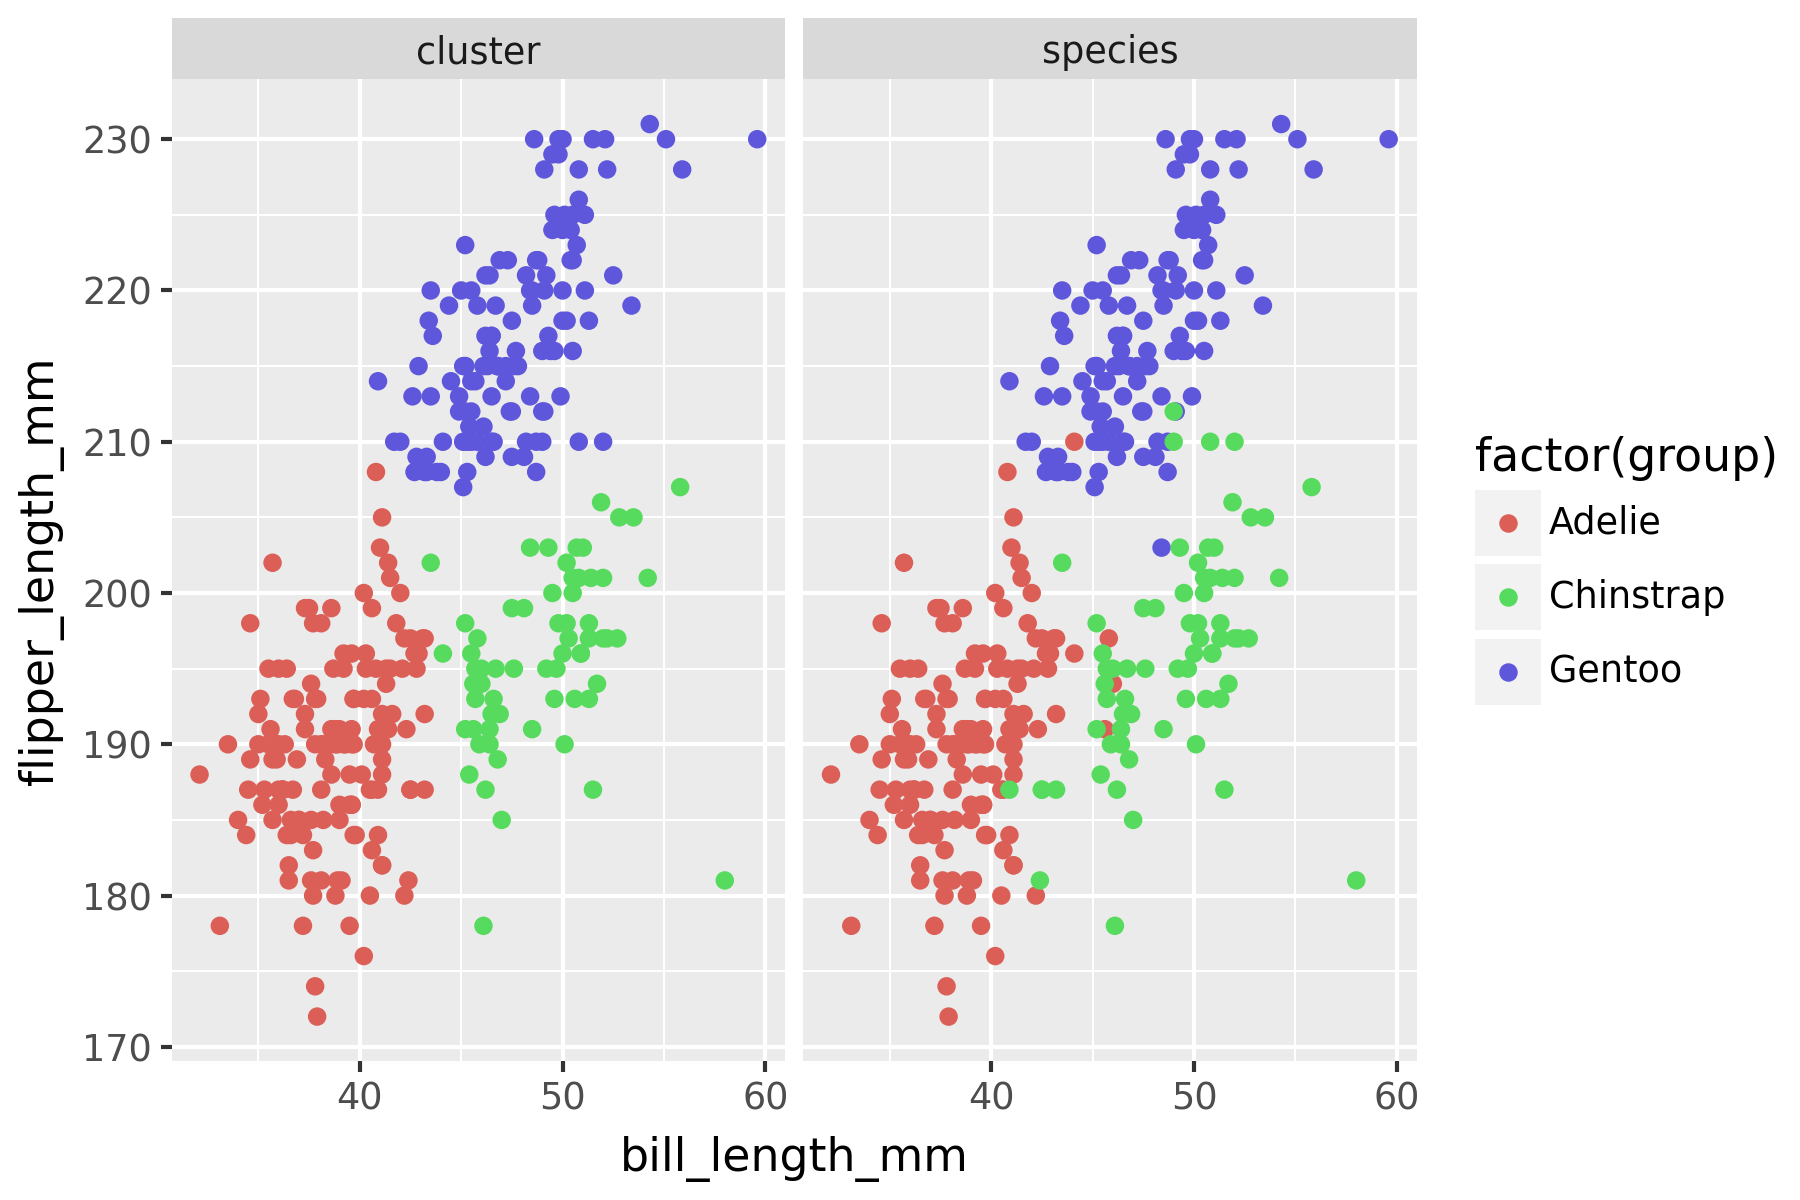 cluster
species
230
220
210
200
190
180
170
flipper_length_mm
40
50
60
40
50
60
bill_length_mm
factor(group)
Adelie
Chinstrap
Gentoo